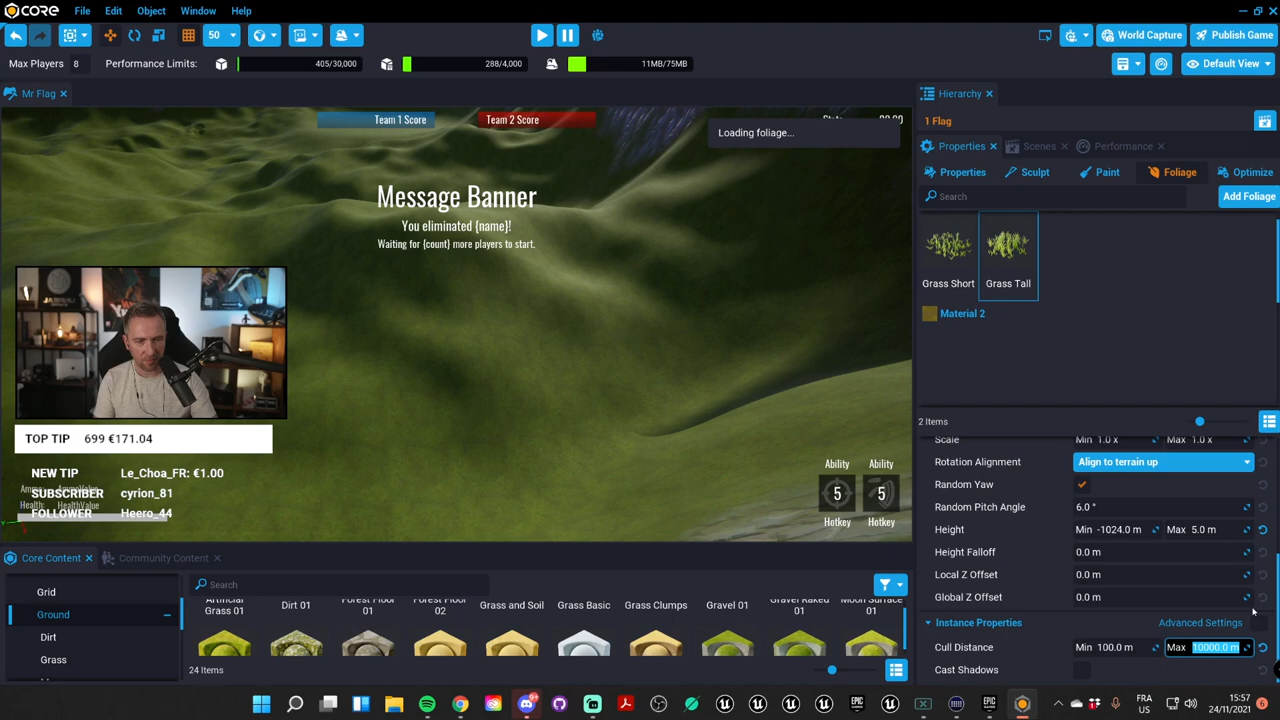 CORE File Edit Object Window Help
50
World Capture Publish Game
Max Players 8 Performance Limits: 405/30,000 288/4,000 11MB/75MB Default View
Mr Flag
Hierarchy
1 Flag
Properties Scenes Performance
Properties Sculpt Paint Foliage Optimize
Search Add Foliage
Team 1 Score Team 2 Score
Loading foliage...
Message Banner
You eliminated {name}!
Waiting for {count} more players to start.
Grass Short Grass Tall
Material 2
2 Items
Scale Min 1.0 x Max 1.0 x
Rotation Alignment Align to terrain up
Random Yaw
Random Pitch Angle 6.0 °
Height Min -1024.0 m Max 5.0 m
Height Falloff 0.0 m
Local Z Offset 0.0 m
Global Z Offset 0.0 m
Instance Properties Advanced Settings
Cull Distance Min 100.0 m Max 10000.0 m
Cast Shadows
TOP TIP 699 €171.04
NEW TIP Le_Choa_FR: €1.00
SUBSCRIBER cyrion_81
FOLLOWER Heero_44
Health: HealthValue
Ability Ability
5 5
Hotkey Hotkey
Core Content Community Content
Search
Grid
Ground
Dirt
Grass
Artificial Grass 01
Dirt 01
Forest Floor 01
Forest Floor 02
Grass and Soil
Grass Basic
Grass Clumps
Gravel 01
Gravel Raked 01
Moon Surface 01
24 Items
9+
FR
CA
15:57
24/11/2021
6